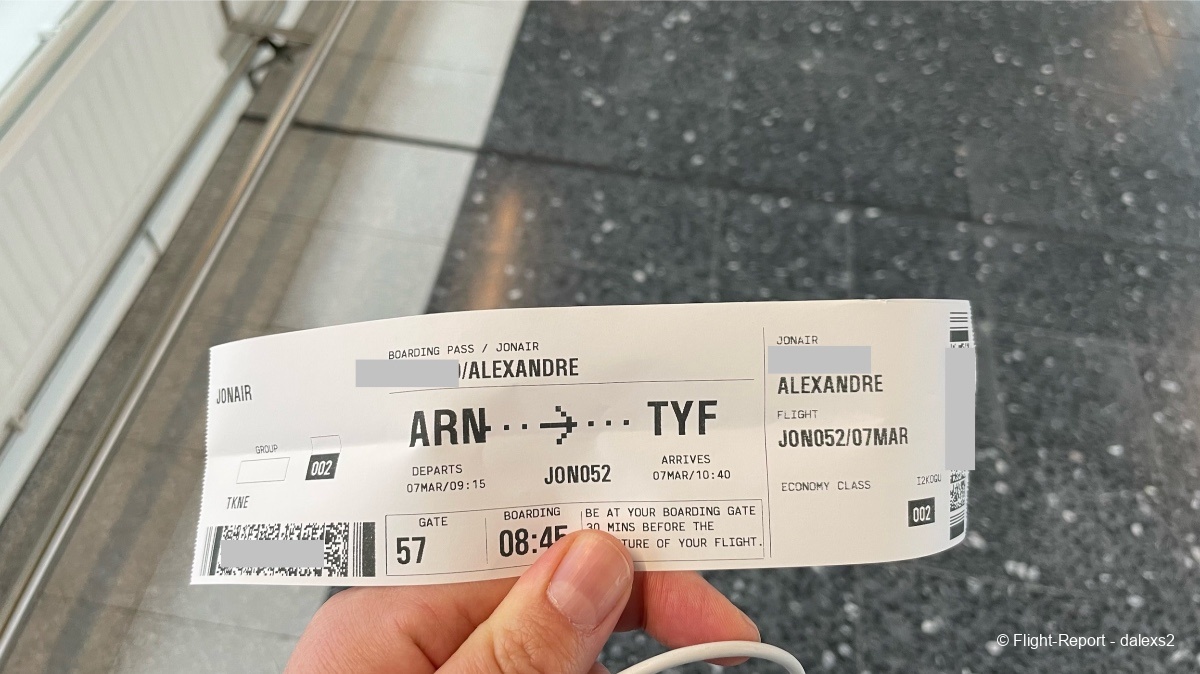 JONAIR
GROUP
002
TKNE
BOARDING PASS / JONAIR
/ALEXANDRE
ARN TYF
DEPARTS
07MAR/09:15
JON052
ARRIVES
07MAR/10:40
GATE
57
BOARDING
08:45
BE AT YOUR BOARDING GATE
30 MINS BEFORE THE
TURE OF YOUR FLIGHT.
JONAIR
ALEXANDRE
FLIGHT
JON052/07MAR
ECONOMY CLASS
002
© Flight-Report - dalexs2